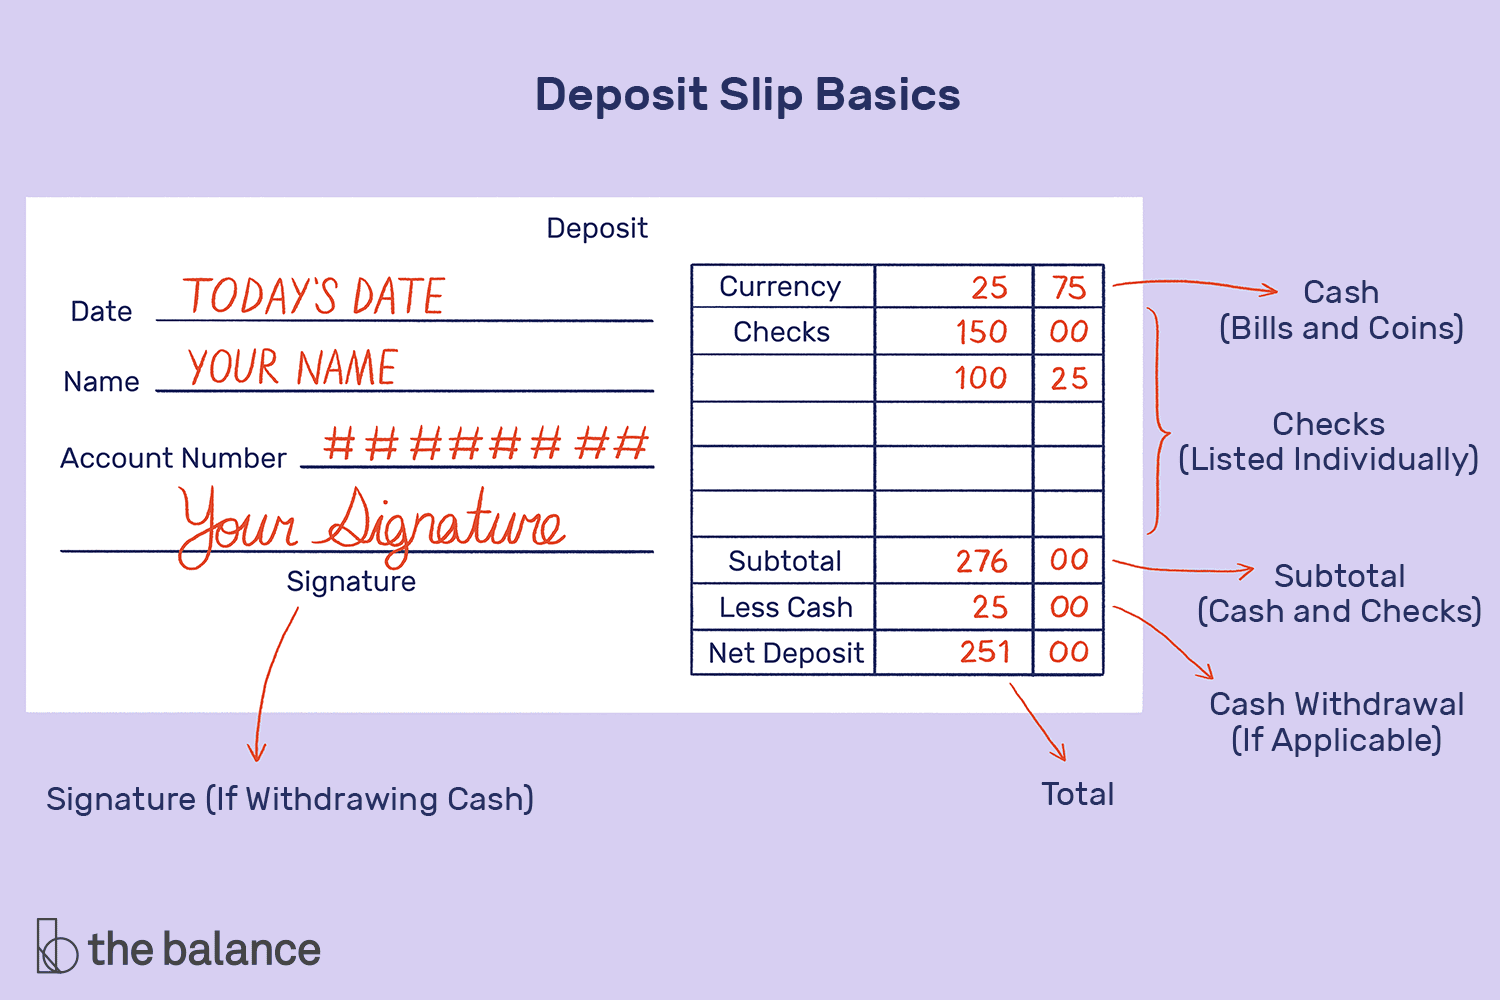 Deposit Slip Basics
Deposit
Date TODAY'S DATE
Name YOUR NAME
Account Number ########
Your Signature
Signature
Currency 25 75
Checks 150 00
100 25
Subtotal 276 00
Less Cash 25 00
Net Deposit 251 00
Cash
(Bills and Coins)
Checks
(Listed Individually)
Subtotal
(Cash and Checks)
Cash Withdrawal
(If Applicable)
Total
Signature (If Withdrawing Cash)
the balance